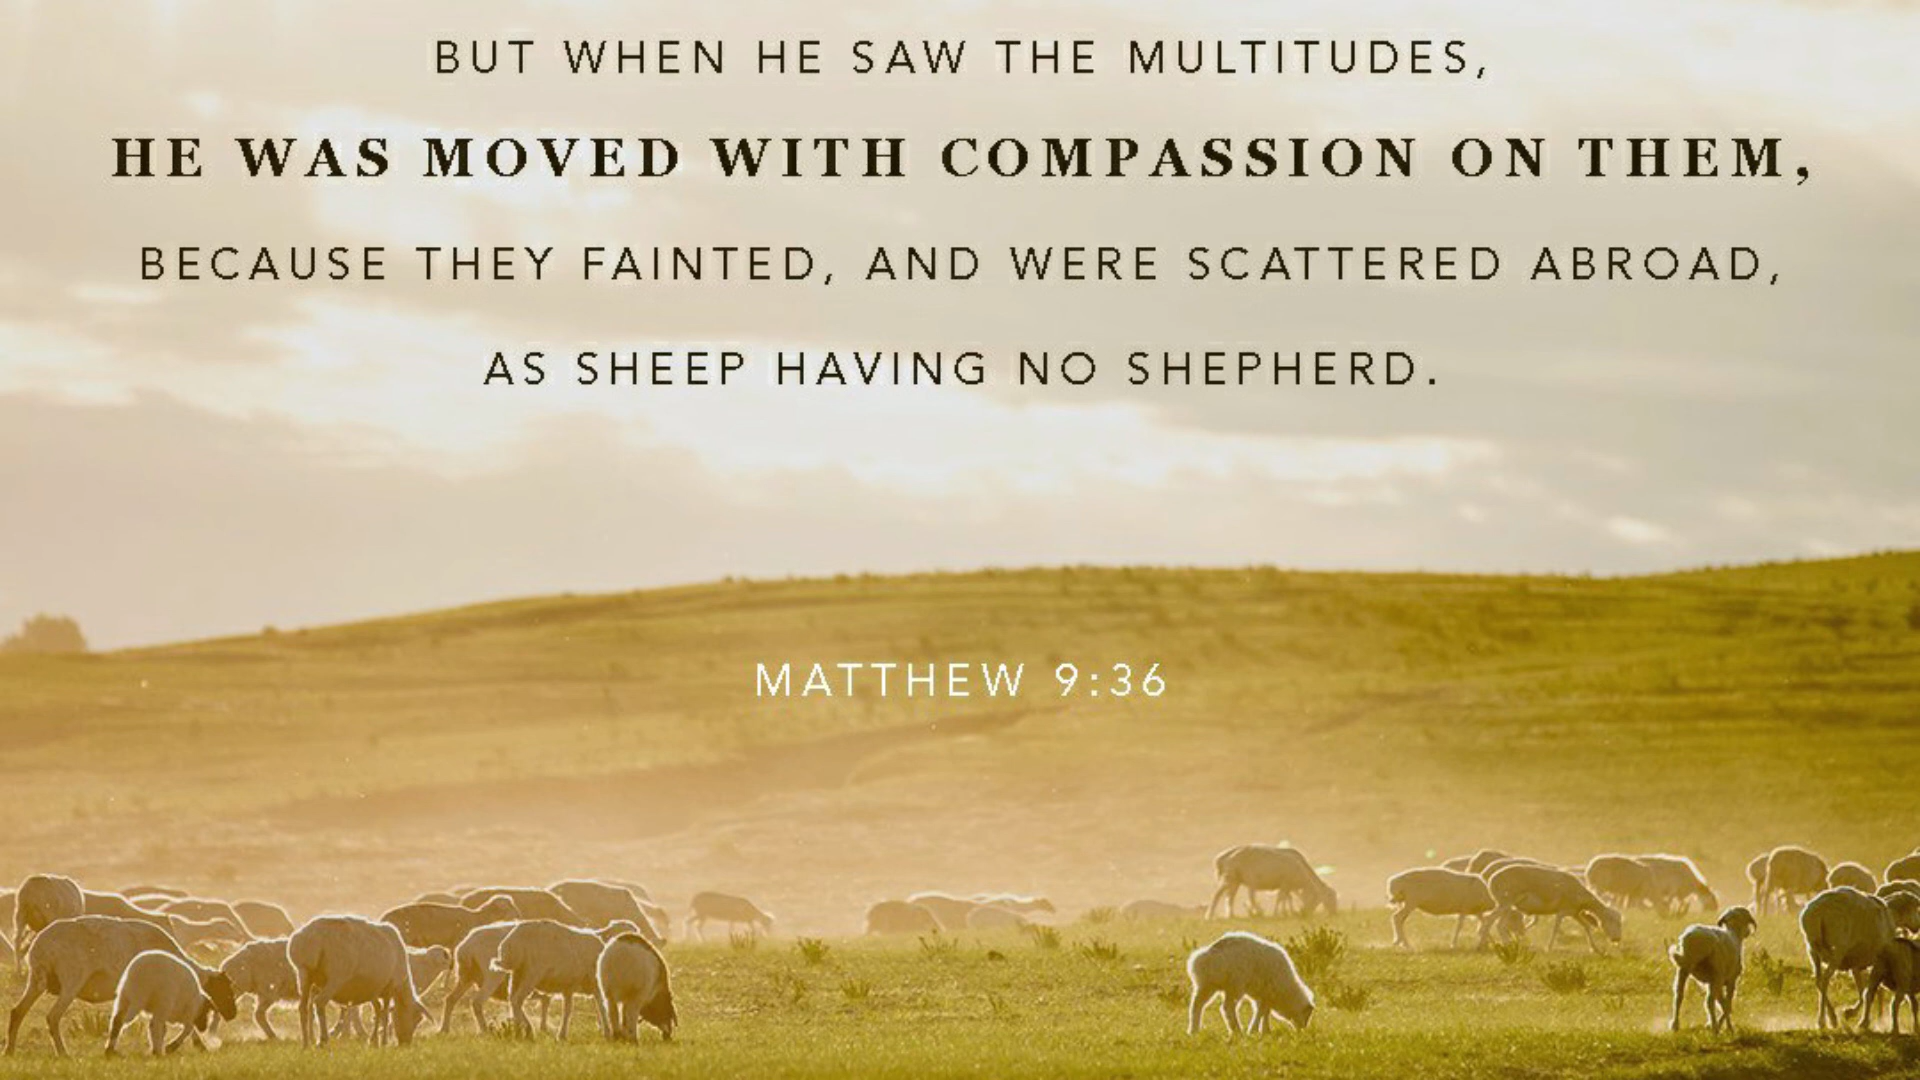 BUT WHEN HE SAW THE MULTITUDES,
HE WAS MOVED WITH COMPASSION ON THEM,
BECAUSE THEY FAINTED, AND WERE SCATTERED ABROAD,
AS SHEEP HAVING NO SHEPHERD.
MATTHEW 9:36